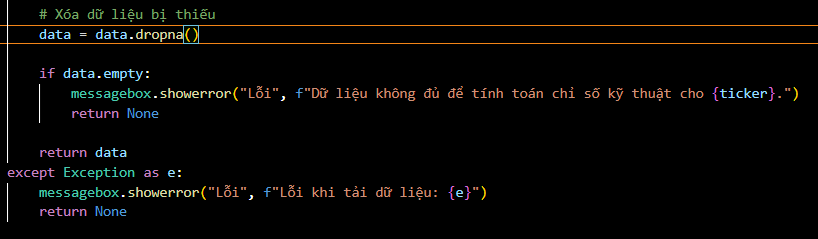 # Xóa dữ liệu bị thiếu
data = data.dropna()
if data.empty:
messagebox.showerror("Lỗi", f"Dữ liệu không đủ để tính toán chỉ số kỹ thuật cho {ticker}.")
return None
return data
except Exception as e:
messagebox.showerror("Lỗi", f"Lỗi khi tải dữ liệu: {e}")
return None